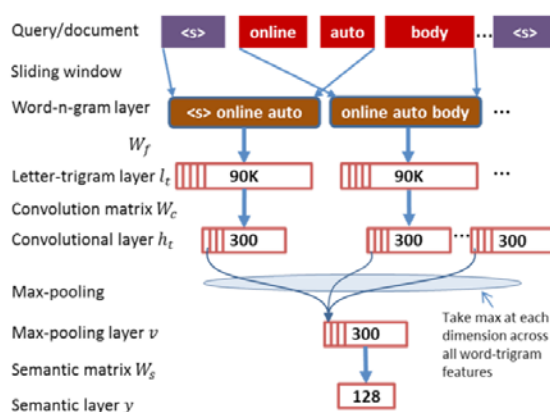 Query/document <s> online auto body ... <s>
Sliding window
Word-n-gram layer <s> online auto online auto body ...
W_f
Letter-trigram layer l_t 90K 90K ...
Convolution matrix W_c
Convolutional layer h_t 300 300 ... 300
Max-pooling
Take max at each
dimension across
all word-trigram
features
Max-pooling layer v 300
Semantic matrix W_s
Semantic layer y 128